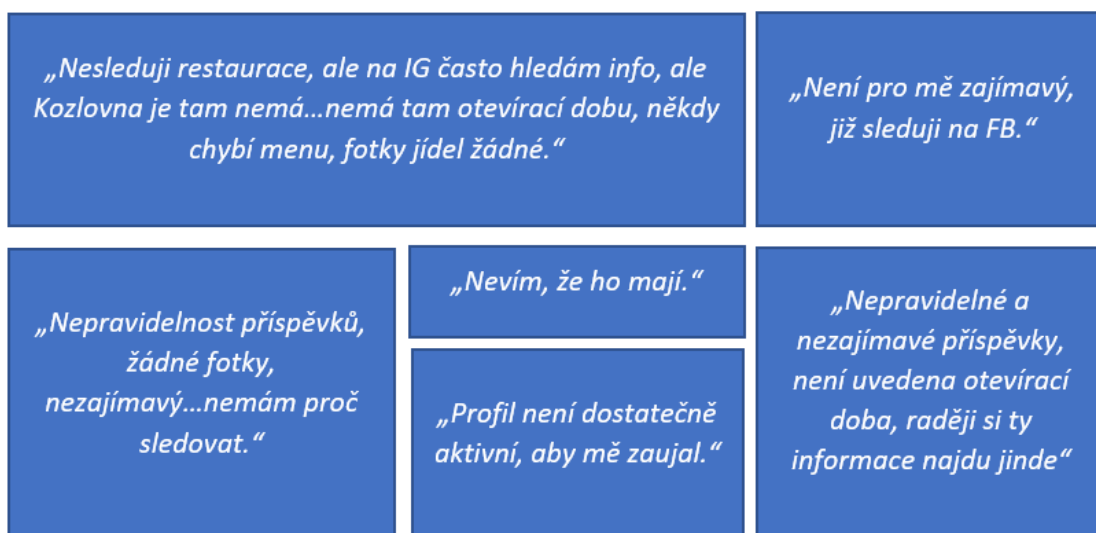 „Nesleduji restaurace, ale na IG často hledám info, ale
Kozlovna je tam nemá…nemá tam otevírací dobu, někdy
chybí menu, fotky jídel žádné.“
„Není pro mě zajímavý,
již sleduji na FB.“
„Nepravidelnost příspěvků,
žádné fotky,
nezajímavý…nemám proč
sledovat.“
„Nevím, že ho mají.“
„Profil není dostatečně
aktivní, aby mě zaujal.“
„Nepravidelné a
nezajímavé příspěvky,
není uvedena otevírací
doba, raději si ty
informace najdu jinde“